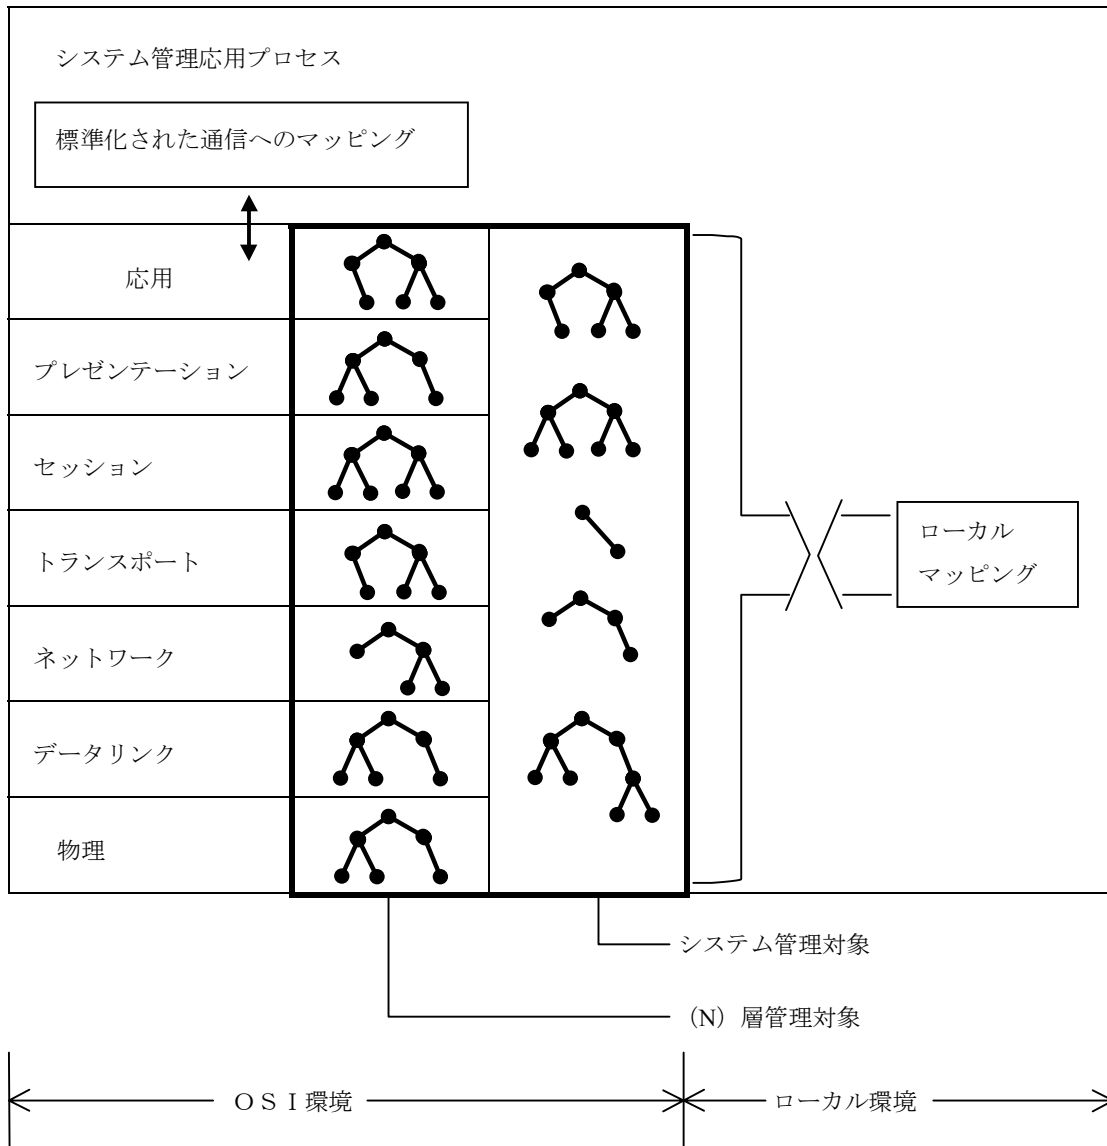 システム管理応用プロセス
標準化された通信へのマッピング
応用
プレゼンテーション
セッション
トランスポート
ネットワーク
データリンク
物理
ローカル
マッピング
システム管理対象
(N)層管理対象
OSI環境
ローカル環境